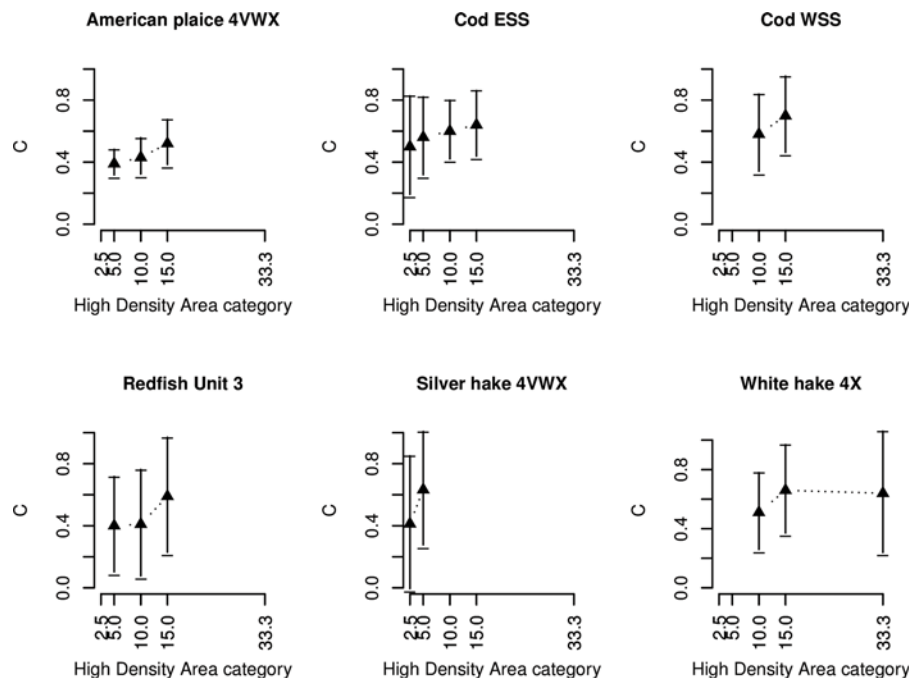 American plaice 4VWX
Cod ESS
Cod WSS
C
0.0 0.4 0.8
2.5 5.0 10.0 15.0 33.3
High Density Area category
C
0.0 0.4 0.8
2.5 5.0 10.0 15.0 33.3
High Density Area category
C
0.0 0.4 0.8
2.5 5.0 10.0 15.0 33.3
High Density Area category
Redfish Unit 3
Silver hake 4VWX
White hake 4X
C
0.0 0.4 0.8
2.5 5.0 10.0 15.0 33.3
High Density Area category
C
0.0 0.4 0.8
2.5 5.0 10.0 15.0 33.3
High Density Area category
C
0.0 0.4 0.8
2.5 5.0 10.0 15.0 33.3
High Density Area category